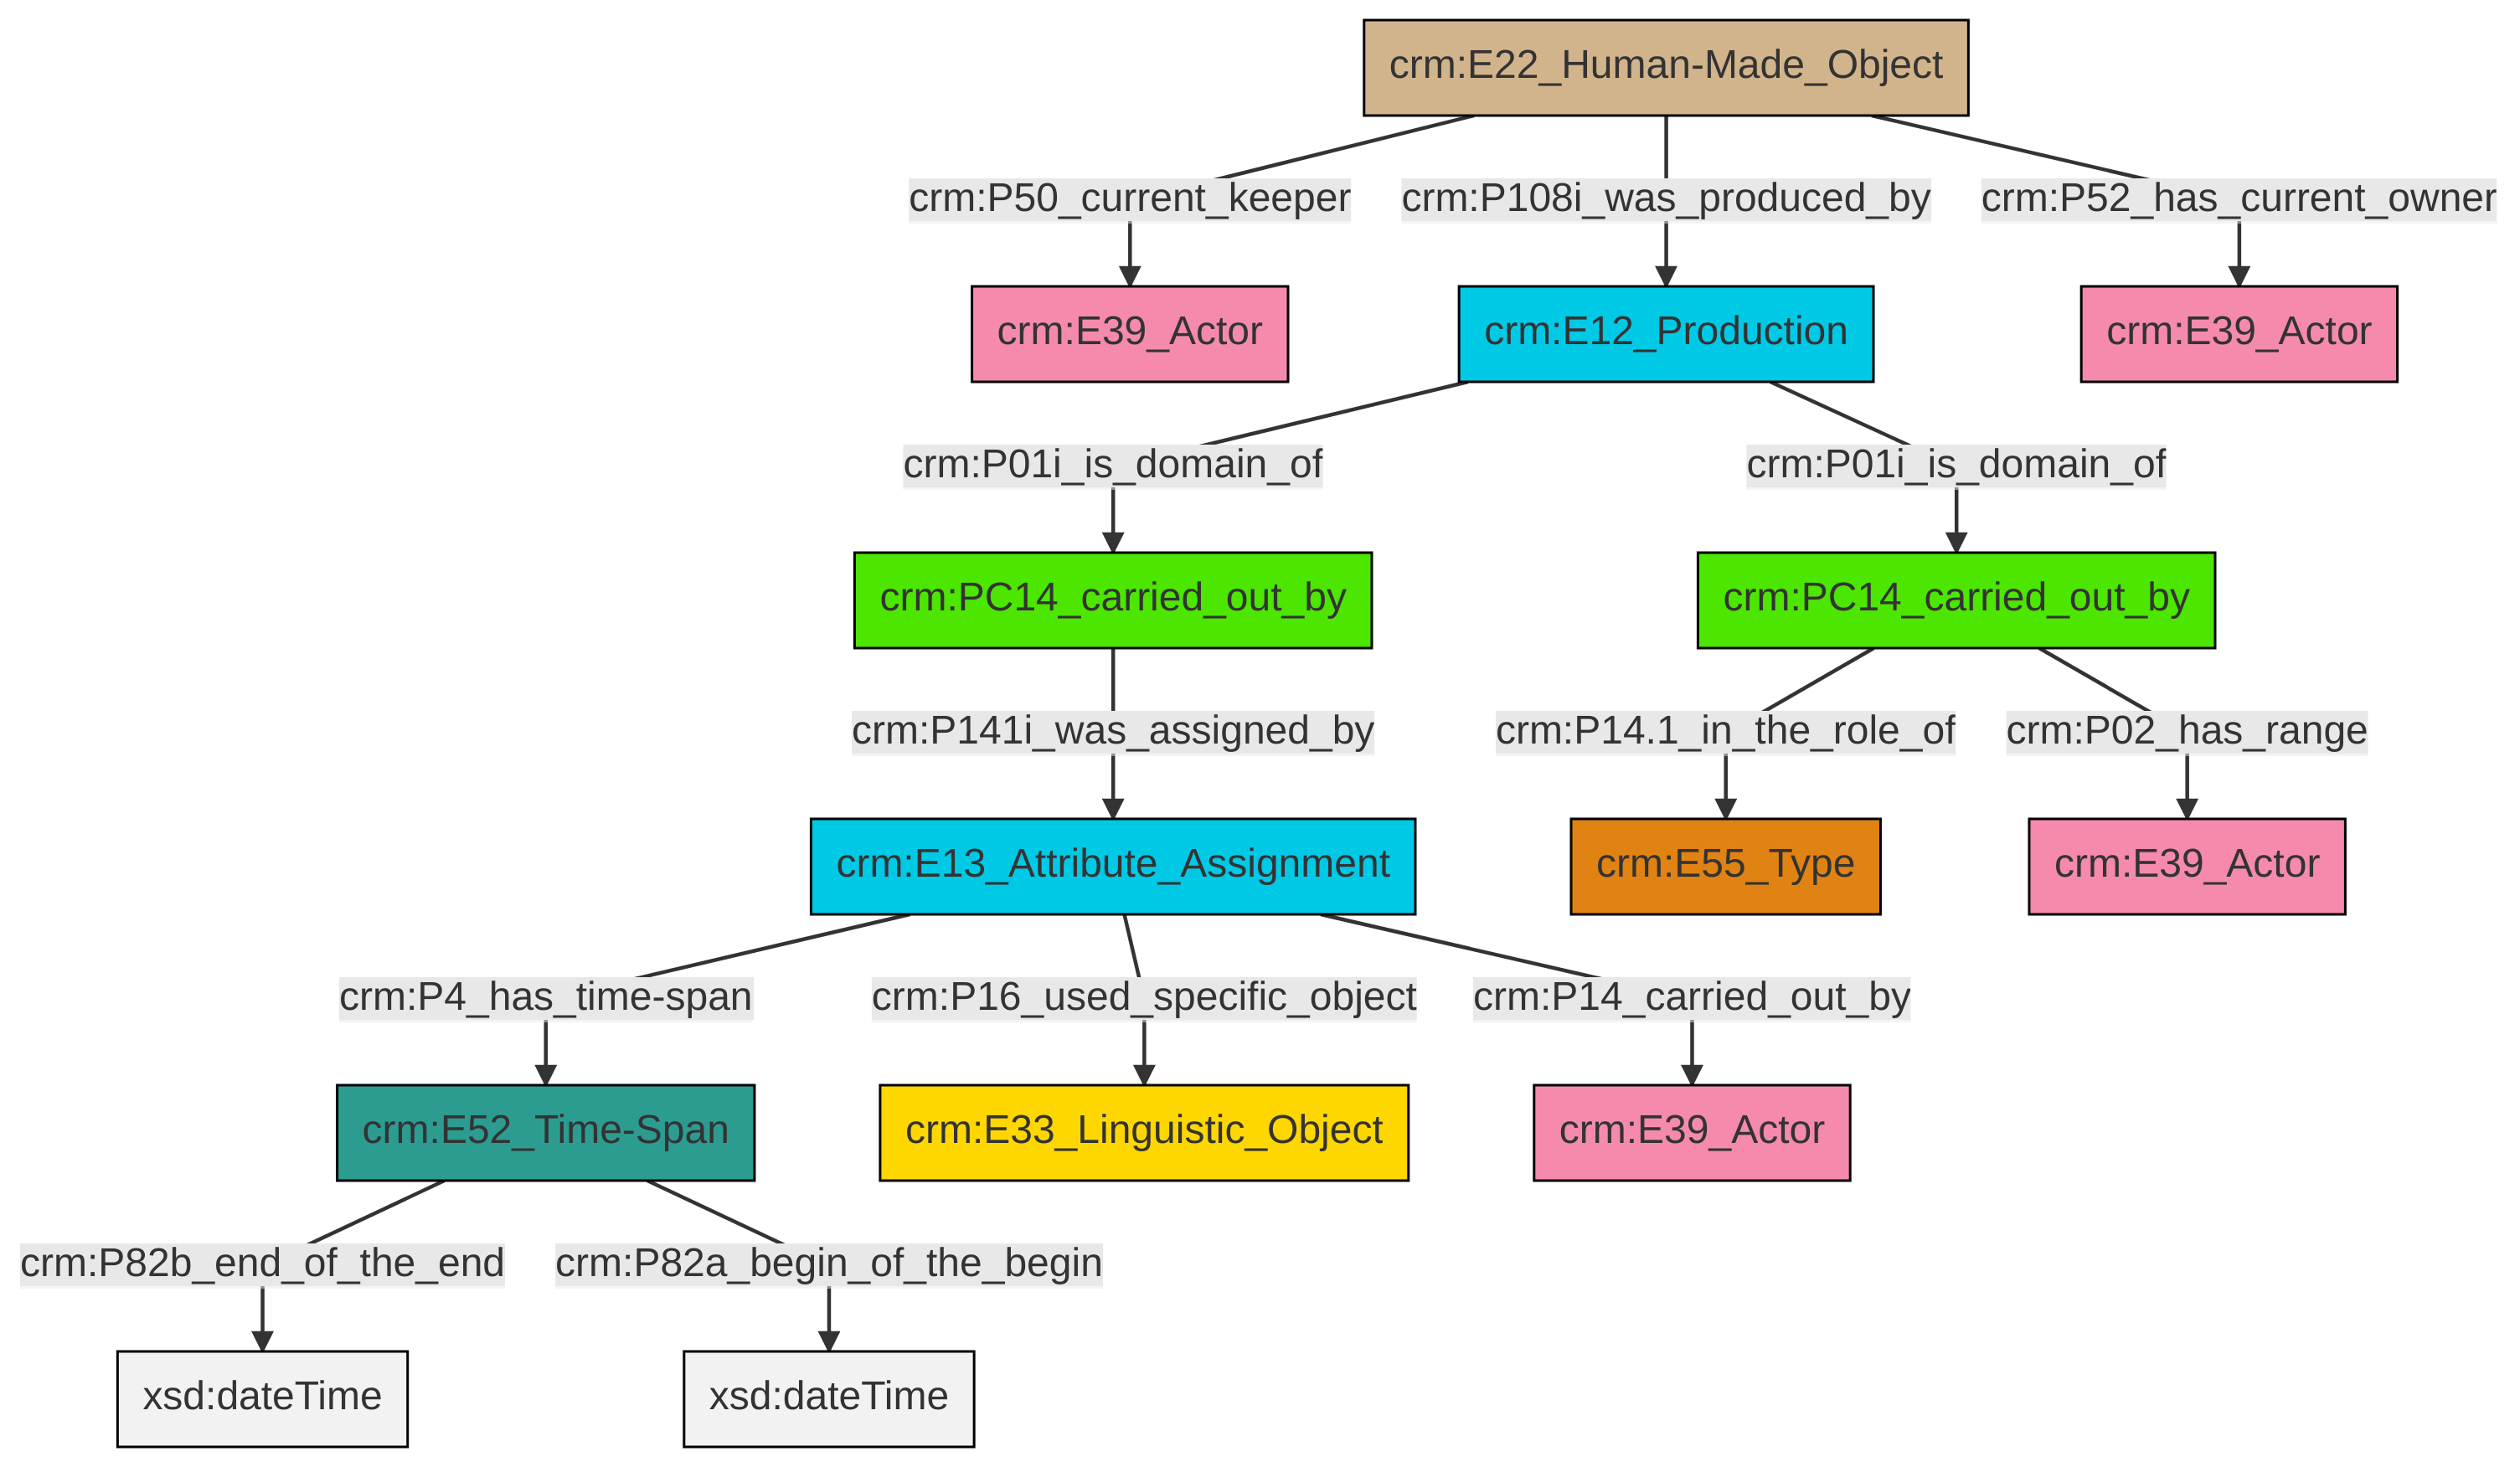 crm:E22_Human-Made_Object
crm:P50_current_keeper
crm:P108i_was_produced_by
crm:P52_has_current_owner
crm:E39_Actor
crm:E12_Production
crm:E39_Actor
crm:P01i_is_domain_of
crm:P01i_is_domain_of
crm:PC14_carried_out_by
crm:PC14_carried_out_by
crm:P141i_was_assigned_by
crm:P14.1_in_the_role_of
crm:P02_has_range
crm:E13_Attribute_Assignment
crm:E55_Type
crm:E39_Actor
crm:P4_has_time-span
crm:P16_used_specific_object
crm:P14_carried_out_by
crm:E52_Time-Span
crm:E33_Linguistic_Object
crm:E39_Actor
crm:P82b_end_of_the_end
crm:P82a_begin_of_the_begin
xsd:dateTime
xsd:dateTime